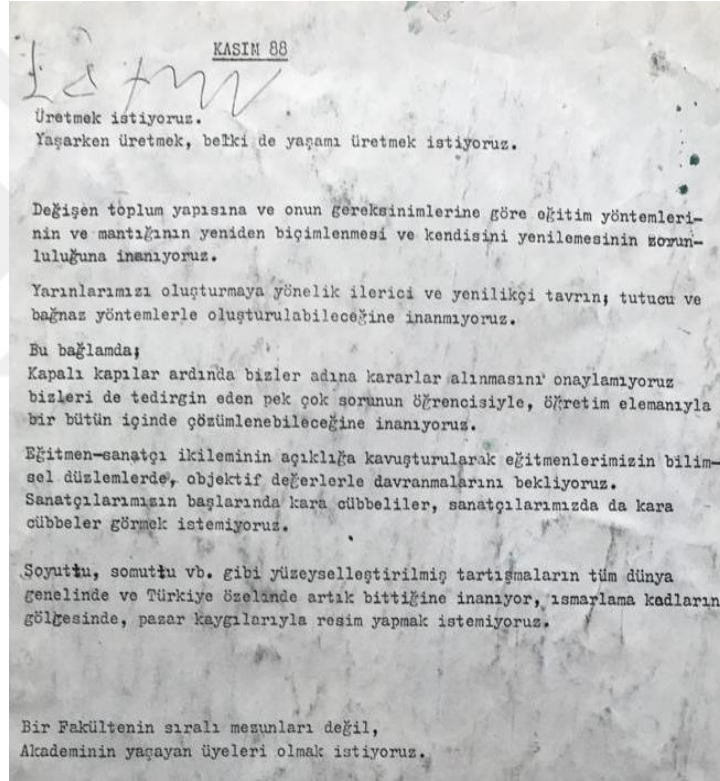 KASIM 88
Üretmek istiyoruz.
Yaşarken üretmek, belki de yaşamı üretmek istiyoruz.
Değişen toplum yapısına ve onun gereksinimlerine göre eğitim yöntemleri-
nin ve mantığının yeniden biçimlenmesi ve kendisini yenilemesinin zorun-
luluğuna inanıyoruz.
Yarınlarımızı oluşturmaya yönelik ilerici ve yenilikçi tavrın; tutucu ve
bağnaz yöntemlerle oluşturulabileceğine inanmıyoruz.
Bu bağlamda;
Kapalı kapılar ardında bizler adına kararlar alınmasını onaylamıyoruz
bizleri de tedirgin eden pek çok sorunun öğrencisiyle, öğretim elemanıyla
bir bütün içinde çözümlenebileceğine inanıyoruz.
Eğitmen-sanatçı ikileminin açıklığa kavuşturularak eğitmenlerimizin bilim-
sel düzlemlerde, objektif değerlerle davranmalarını bekliyoruz.
Sanatçılarımızın başlarında kara cübbeliler, sanatçılarımızda da kara
cübbeler görmek istemiyoruz.
Soyuttu, somuttu vb. gibi yüzeyselleştirilmiş tartışmaların tüm dünya
genelinde ve Türkiye özelinde artık bittiğine inanıyor, ısmarlama kadların
gölgesinde, pazar kaygılarıyla resim yapmak istemiyoruz.
Bir Fakültenin sıralı mezunları değil,
Akademinin yaşayan üyeleri olmak istiyoruz.